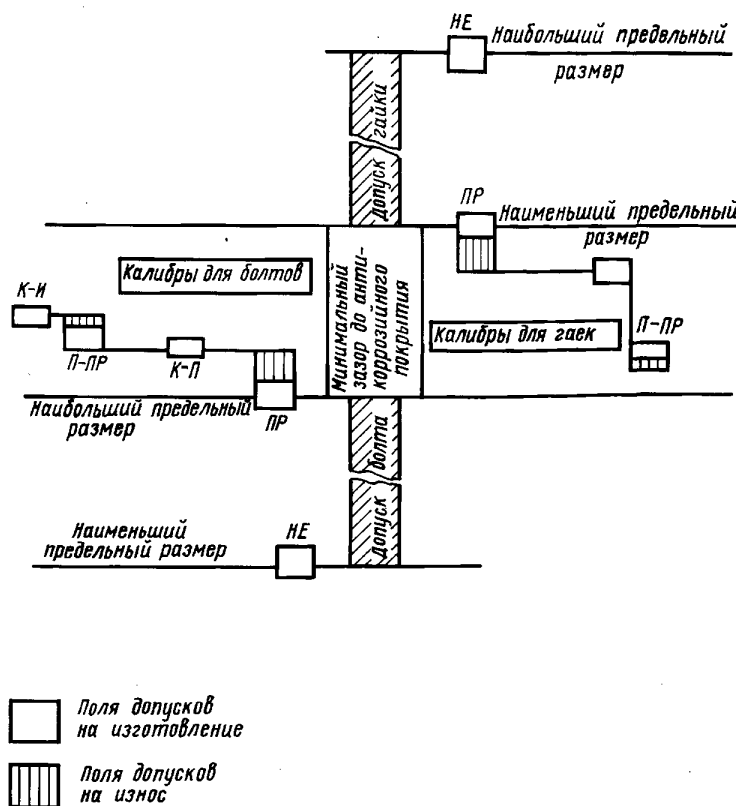 НЕ
Наибольший предельный
размер
допуск гайки
ПР
Наименьший предельный
размер
Калибры для болтов
Минимальный
зазор до анти-
коррозийного
покрытия
К-И
П-ПР
К-П
П-ПР
Калибры для гаек
Наибольший предельный
размер
ПР
допуск болта
Наименьший
предельный размер
НЕ
Поля допусков
на изготовление
Поля допусков
на износ